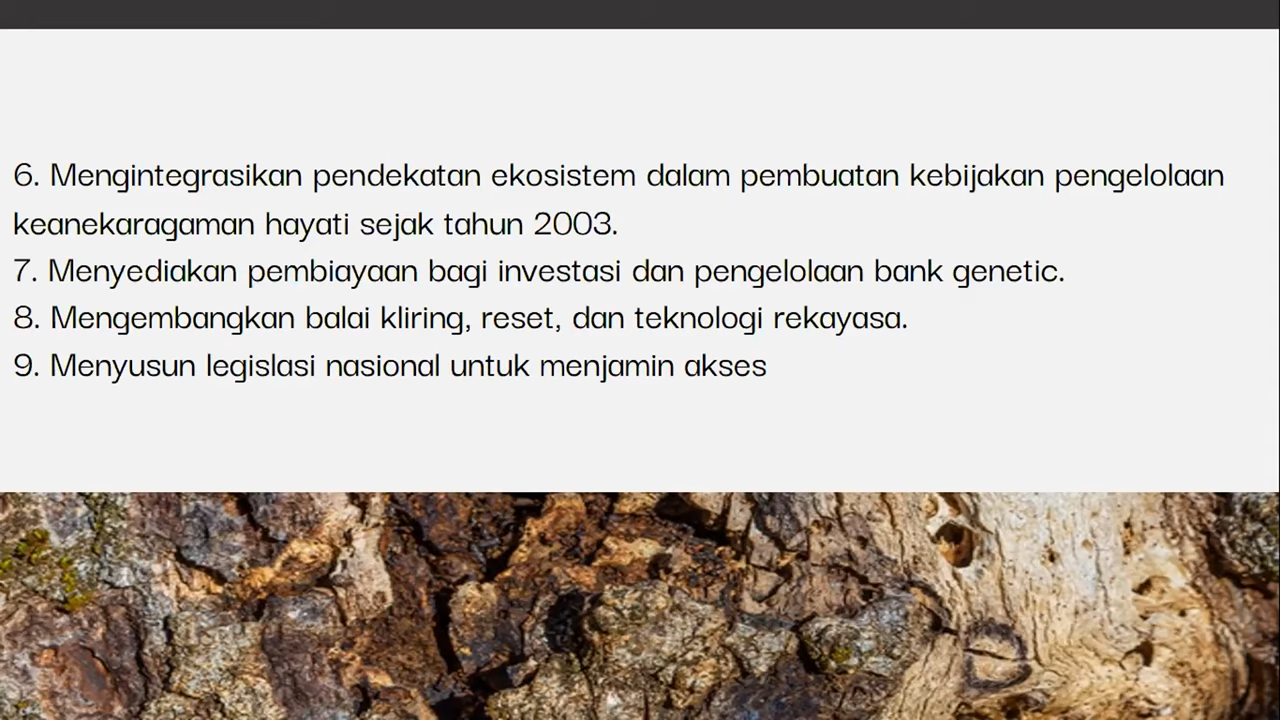 6. Mengintegrasikan pendekatan ekosistem dalam pembuatan kebijakan pengelolaan
keanekaragaman hayati sejak tahun 2003.
7. Menyediakan pembiayaan bagi investasi dan pengelolaan bank genetic.
8. Mengembangkan balai kliring, reset, dan teknologi rekayasa.
9. Menyusun legislasi nasional untuk menjamin akses